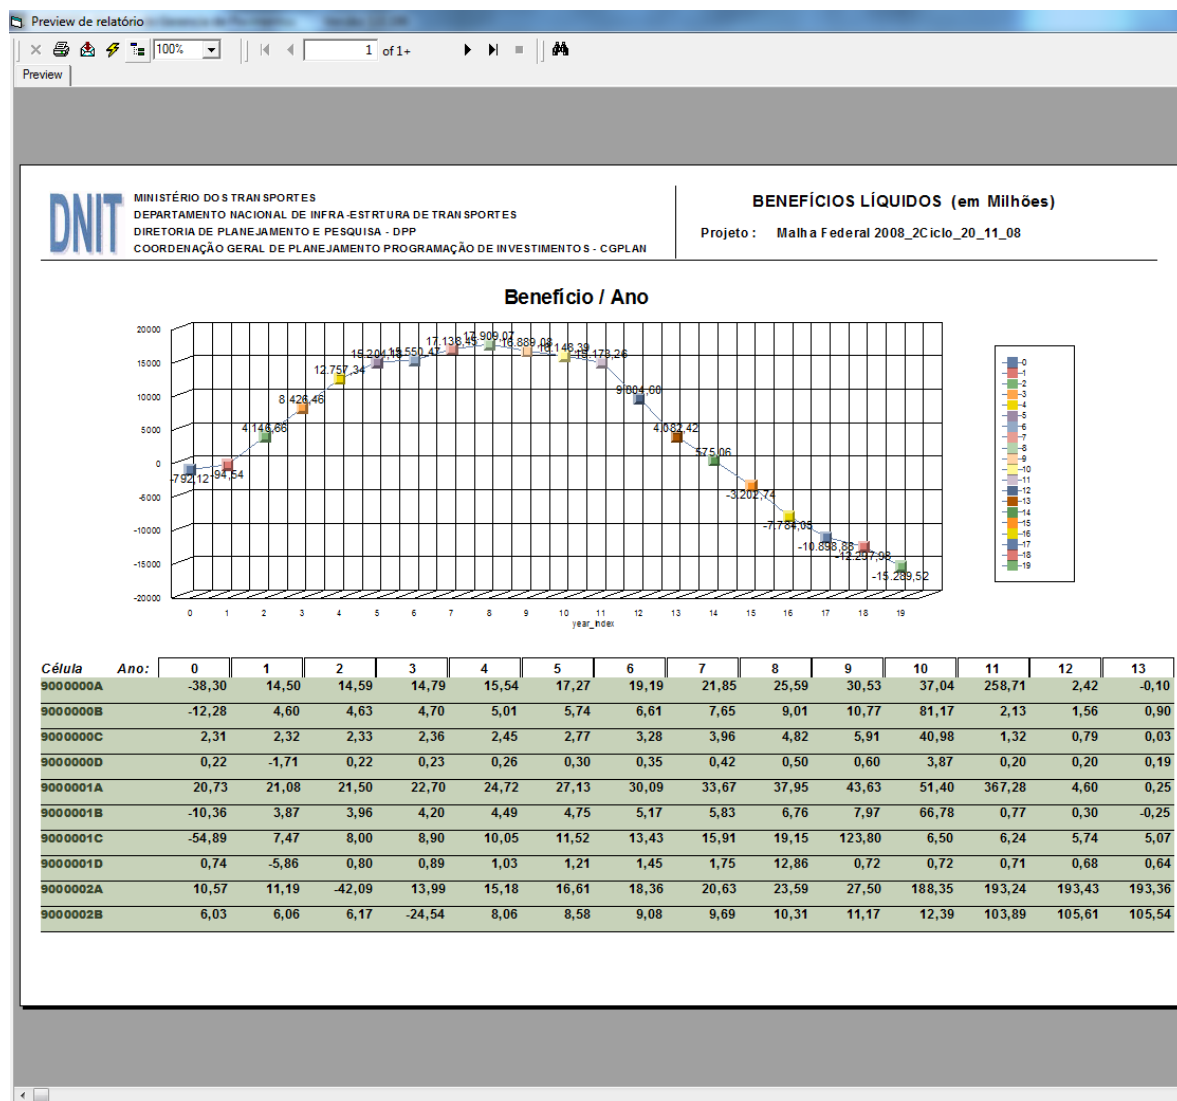 Preview de relatório
100%
1 of 1+
Preview
DNIT
MINISTÉRIO DOS TRANSPORTES
DEPARTAMENTO NACIONAL DE INFRA-ESTRTURA DE TRANSPORTES
DIRETORIA DE PLANEJAMENTO E PESQUISA - DPP
COORDENAÇÃO GERAL DE PLANEJAMENTO PROGRAMAÇÃO DE INVESTIMENTOS - CGPLAN
BENEFÍCIOS LÍQUIDOS (em Milhões)
Projeto : Malha Federal 2008_2Ciclo_20_11_08
Benefício / Ano
20000
15000
10000
5000
0
-5000
-10000
-15000
-20000
-792,12
-94,54
4.146,66
8.426,46
12.757,34
15.204,18
15.550,47
17.138,45
17.909,07
16.889,08
16.148,39
15.178,26
9.804,00
4.082,42
575,06
-3.202,74
-7.784,05
-10.898,86
-12.297,98
-15.289,52
0 1 2 3 4 5 6 7 8 9 10 11 12 13 14 15 16 17 18 19
year_index
0
1
2
3
4
5
6
7
8
9
10
11
12
13
14
15
16
17
18
19
Célula Ano: 0 1 2 3 4 5 6 7 8 9 10 11 12 13
9000000A -38,30 14,50 14,59 14,79 15,54 17,27 19,19 21,85 25,59 30,53 37,04 258,71 2,42 -0,10
9000000B -12,28 4,60 4,63 4,70 5,01 5,74 6,61 7,65 9,01 10,77 81,17 2,13 1,56 0,90
9000000C 2,31 2,32 2,33 2,36 2,45 2,77 3,28 3,96 4,82 5,91 40,98 1,32 0,79 0,03
9000000D 0,22 -1,71 0,22 0,23 0,26 0,30 0,35 0,42 0,50 0,60 3,87 0,20 0,20 0,19
9000001A 20,73 21,08 21,50 22,70 24,72 27,13 30,09 33,67 37,95 43,63 51,40 367,28 4,60 0,25
9000001B -10,36 3,87 3,96 4,20 4,49 4,75 5,17 5,83 6,76 7,97 66,78 0,77 0,30 -0,25
9000001C -54,89 7,47 8,00 8,90 10,05 11,52 13,43 15,91 19,15 123,80 6,50 6,24 5,74 5,07
9000001D 0,74 -5,86 0,80 0,89 1,03 1,21 1,45 1,75 12,86 0,72 0,72 0,71 0,68 0,64
9000002A 10,57 11,19 -42,09 13,99 15,18 16,61 18,36 20,63 23,59 27,50 188,35 193,24 193,43 193,36
9000002B 6,03 6,06 6,17 -24,54 8,06 8,58 9,08 9,69 10,31 11,17 12,39 103,89 105,61 105,54